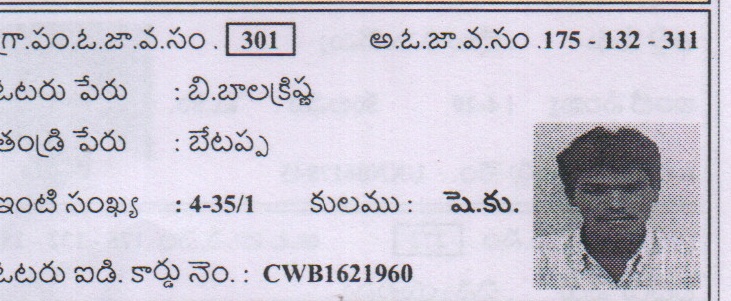 గ్రా.పం.ఓ.జా.వ.సం . 301 అ.ఓ.జా.వ.సం .175 - 132 - 311
ఓటరు పేరు : బి.బాలక్రిష్ణ
తండ్రి పేరు : బేటప్ప
ఇంటి సంఖ్య : 4-35/1 కులము : షె.కు.
ఓటరు ఐడి. కార్డు నెం. : CWB1621960